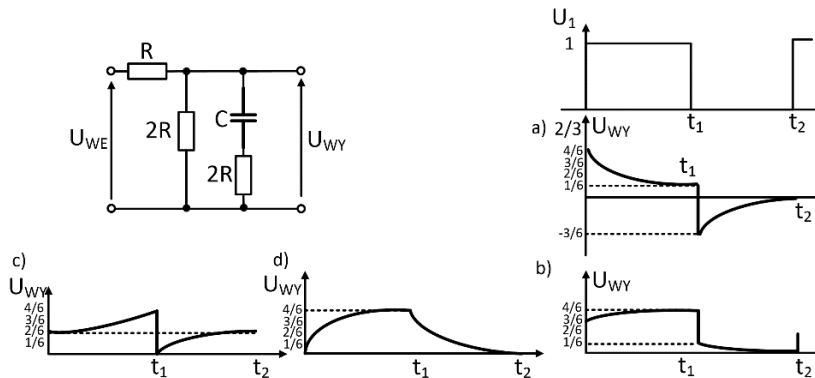 R
U_WE
2R
C
2R
U_WY
U_1
1
t_1
t_2
a) 2/3 U_WY
4/6
3/6
2/6
1/6
t_1
t_2
-3/6
c)
U_WY
4/6
3/6
2/6
1/6
t_1
t_2
d)
U_WY
4/6
3/6
2/6
1/6
t_1
t_2
b)
U_WY
4/6
3/6
2/6
1/6
t_1
t_2